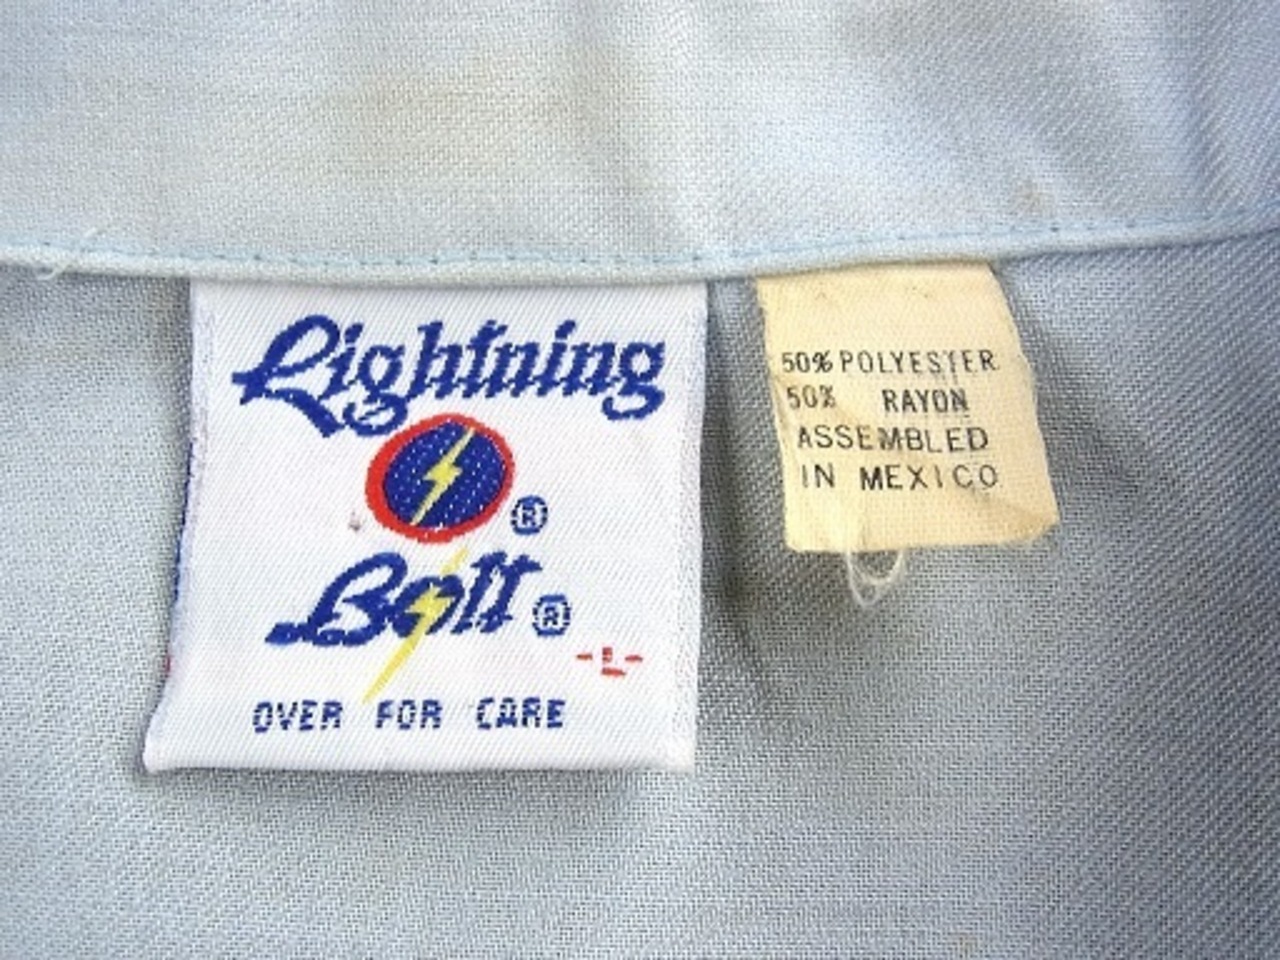 Lightning
®
Bolt ®
-L-
OVER FOR CARE
50% POLYESTER
50% RAYON
ASSEMBLED
IN MEXICO